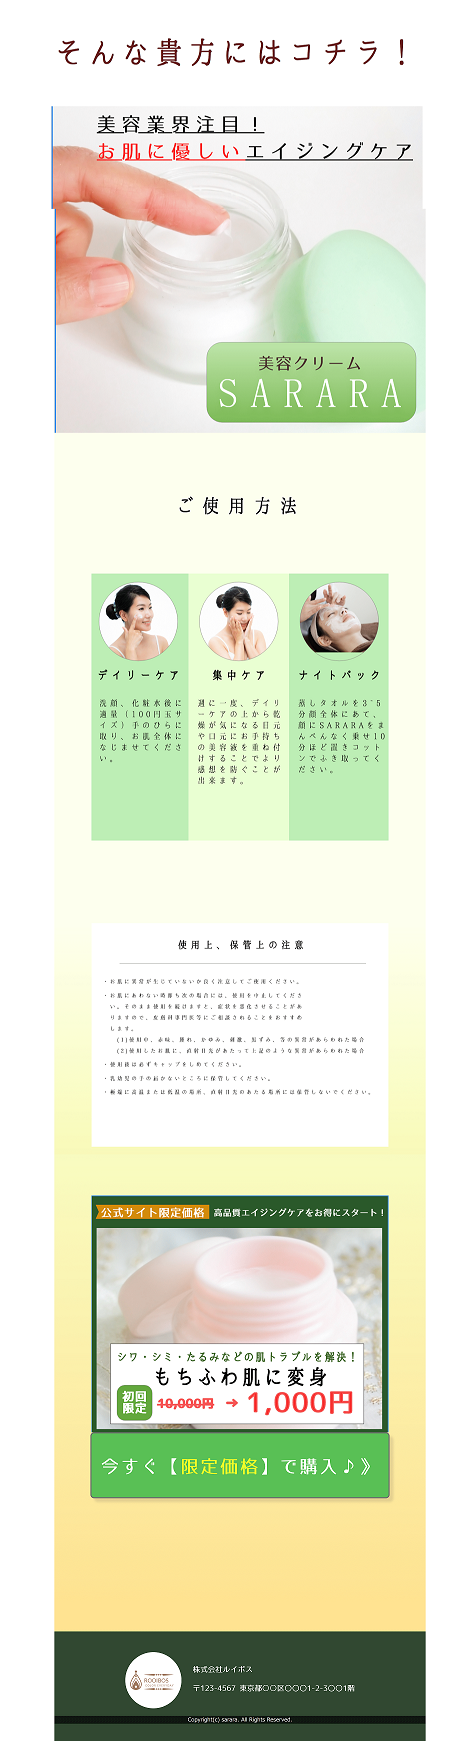 そんな貴方にはコチラ！
美容業界注目！
お肌に優しいエイジングケア
美容クリーム
SARARA
ご使用方法
デイリーケア
洗顔、化粧水後に
適量（100円玉サ
イズ）手のひらに
取り、お肌全体に
なじませてくださ
い。
集中ケア
週に一度、デイリ
ーケアの上から乾
燥が気になる目元
や口元にお手持ち
の美容液を重ね付
けすることでより
感想を防ぐことが
出来ます。
ナイトパック
蒸しタオルを3~5
分顔全体にあて、
顔にSARARAをま
んべんなく乗せ10
分ほど置きコット
ンでふき取ってく
ださい。
使用上、保管上の注意
・お肌に異常が生じていないか良く注意してご使用ください。
・お肌にあわない時即ち次の場合には、使用を中止してくださ
い。そのまま使用を続けますと、症状を悪化させることがあ
りますので、皮膚科専門医等にご相談されることをおすすめ
します。
(1)使用中、赤味、腫れ、かゆみ、刺激、黒ずみ、等の異常があらわれた場合
(2)使用したお肌に、直射日光があたって上記のような異常があらわれた場合
・使用後は必ずキャップをしめてください。
・乳幼児の手の届かないところに保管してください。
・極端に高温または低温の場所、直射日光のあたる場所には保管しないでください。
公式サイト限定価格 高品質エイジングケアをお得にスタート！
シワ・シミ・たるみなどの肌トラブルを解決！
もちふわ肌に変身
初回
限定
10,000円 → 1,000円
今すぐ【限定価格】で購入♪》
ROOIBOS
株式会社ルイボス
〒123-4567 東京都〇〇区〇〇〇1-2-3〇〇1階
Copyright(c) sarara. All Rights Reserved.